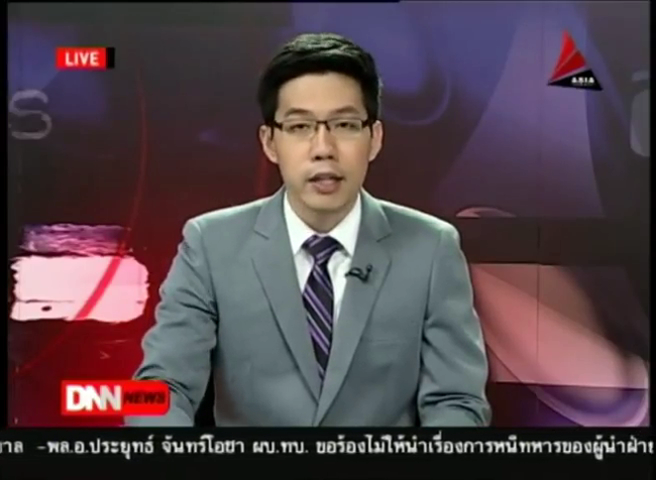 LIVE
ASIA
DNN NEWS
าล -พล.อ.ประยุทธ์ จันทร์โอชา ผบ.ทบ. ขอร้องไม่ให้นำเรื่องการหนีทหารของผู้นำฝ่าย